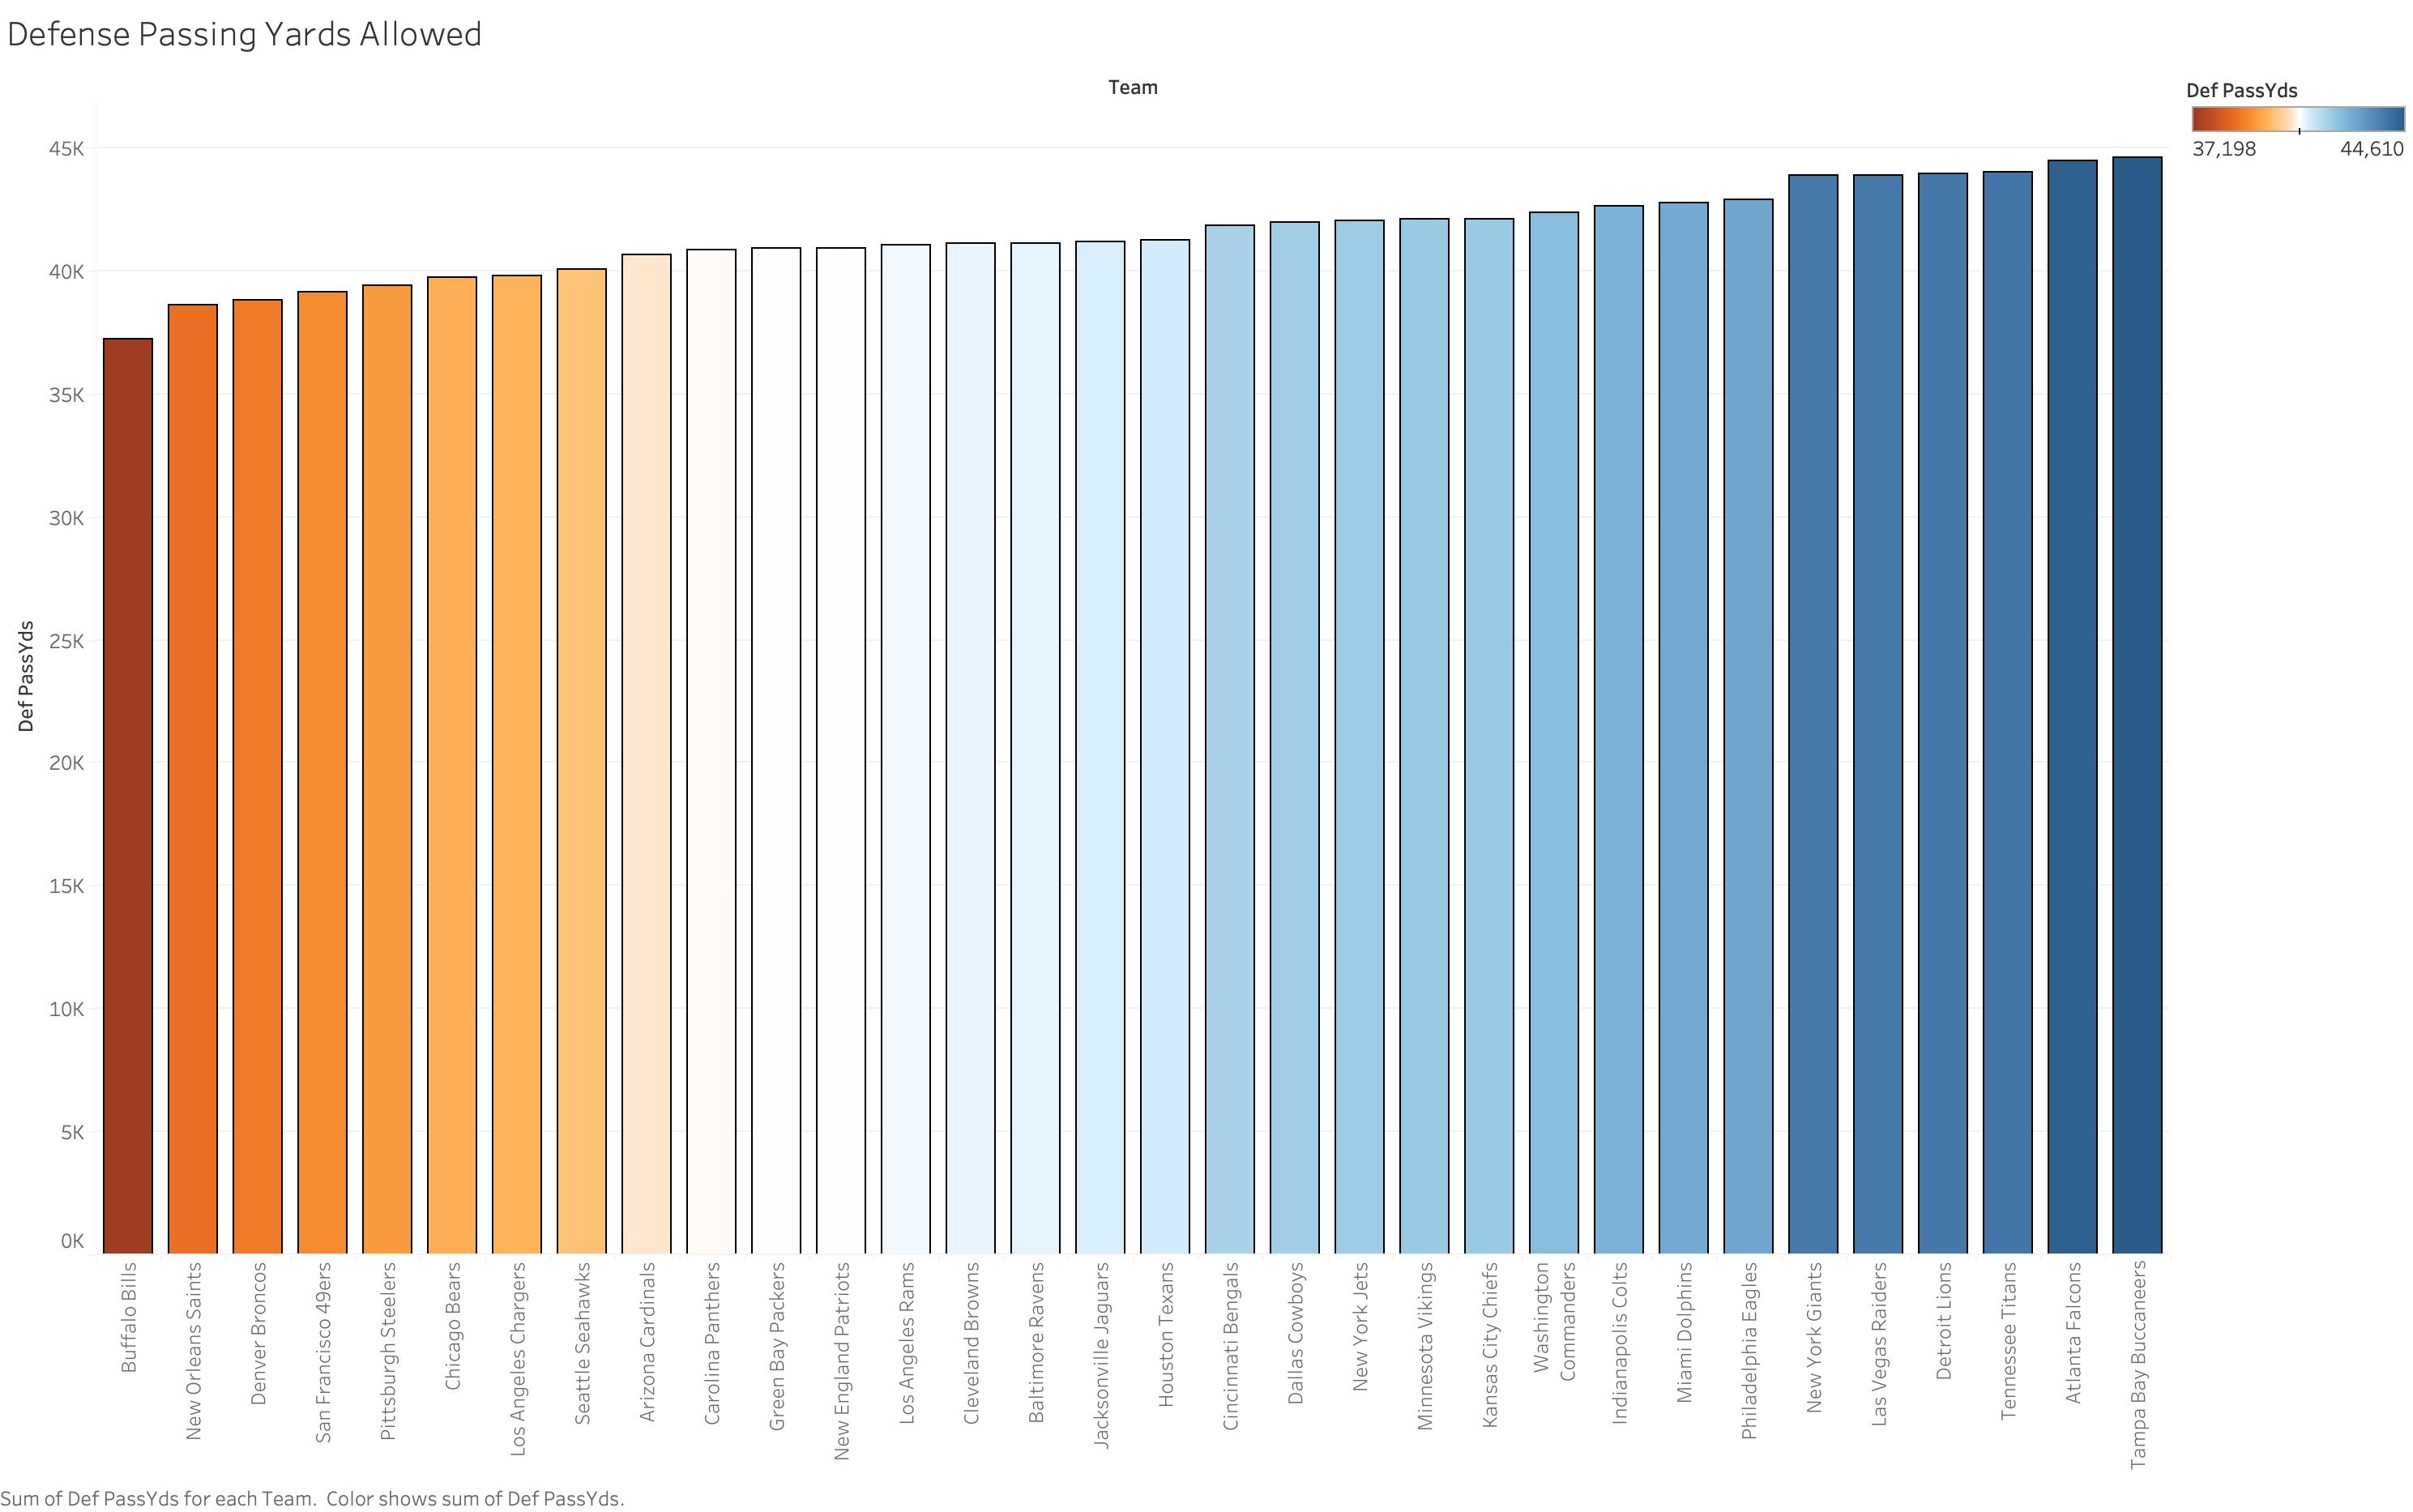 Defense Passing Yards Allowed
Team
Def PassYds
37,198 44,610
45K
40K
35K
30K
25K
20K
15K
10K
5K
0K
Def PassYds
Buffalo Bills
New Orleans Saints
Denver Broncos
San Francisco 49ers
Pittsburgh Steelers
Chicago Bears
Los Angeles Chargers
Seattle Seahawks
Arizona Cardinals
Carolina Panthers
Green Bay Packers
New England Patriots
Los Angeles Rams
Cleveland Browns
Baltimore Ravens
Jacksonville Jaguars
Houston Texans
Cincinnati Bengals
Dallas Cowboys
New York Jets
Minnesota Vikings
Kansas City Chiefs
Washington
Commanders
Indianapolis Colts
Miami Dolphins
Philadelphia Eagles
New York Giants
Las Vegas Raiders
Detroit Lions
Tennessee Titans
Atlanta Falcons
Tampa Bay Buccaneers
Sum of Def PassYds for each Team.  Color shows sum of Def PassYds.